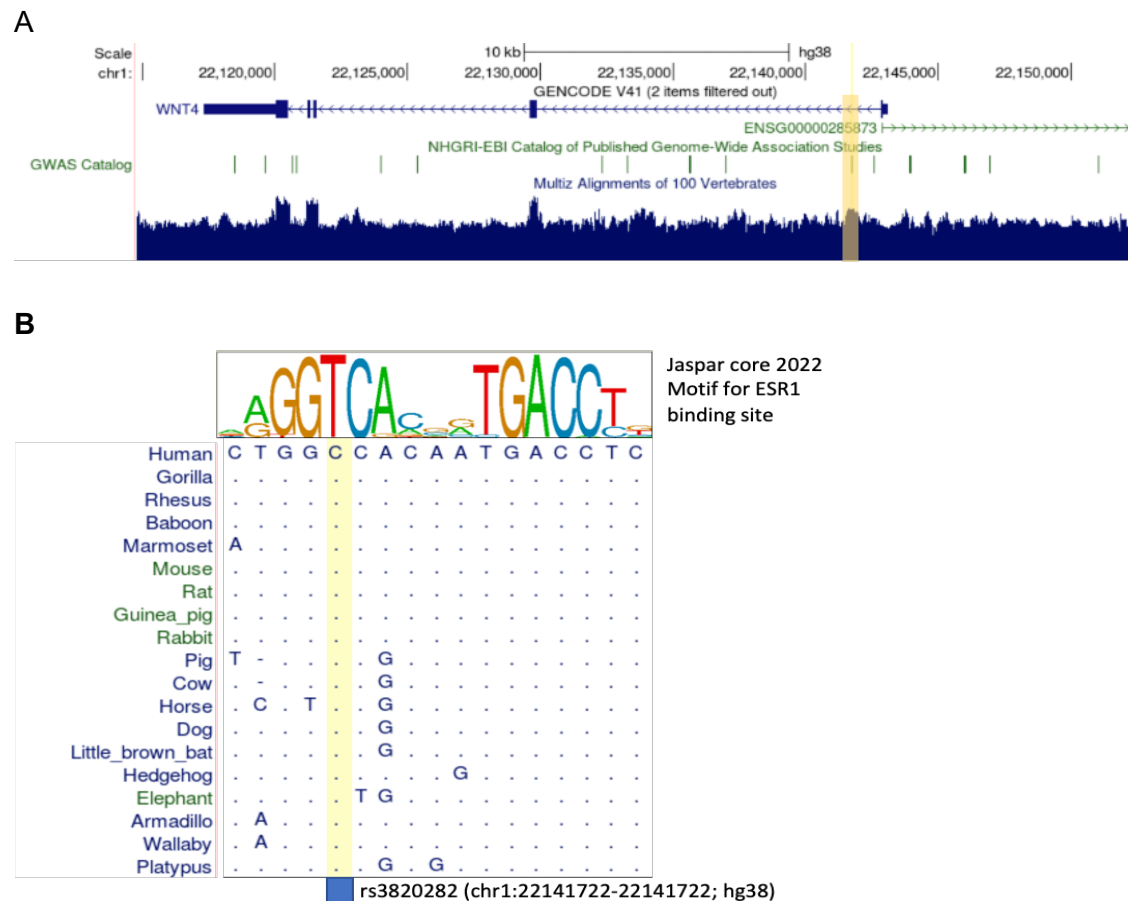 A
Scale 10 kb hg38
chr1: 22,120,000 22,125,000 22,130,000 22,135,000 22,140,000 22,145,000 22,150,000
GENCODE V41 (2 items filtered out)
WNT4
ENSG00000285873
NHGRI-EBI Catalog of Published Genome-Wide Association Studies
GWAS Catalog
Multiz Alignments of 100 Vertebrates
B
Jaspar core 2022
Motif for ESR1
binding site
Human C T G G C C A C A A T G A C C T C
Gorilla . . . . . . . . . . . . . . . . .
Rhesus . . . . . . . . . . . . . . . . .
Baboon . . . . . . . . . . . . . . . . .
Marmoset A . . . . . . . . . . . . . . . .
Mouse . . . . . . . . . . . . . . . . .
Rat . . . . . . . . . . . . . . . . .
Guinea_pig . . . . . . . . . . . . . . . . .
Rabbit . . . . . . . . . . . . . . . . .
Pig T - . . . . G . . . . . . . . . .
Cow . - . . . . G . . . . . . . . . .
Horse . C . T . . G . . . . . . . . . .
Dog . . . . . . G . . . . . . . . . .
Little_brown_bat . . . . . . G . . . . . . . . . .
Hedgehog . . . . . . . . . G . . . . . . .
Elephant . . . . . T G . . . . . . . . . .
Armadillo . A . . . . . . . . . . . . . . .
Wallaby . A . . . . . . . . . . . . . . .
Platypus . . . . . . G . G . . . . . . . .
rs3820282 (chr1:22141722-22141722; hg38)